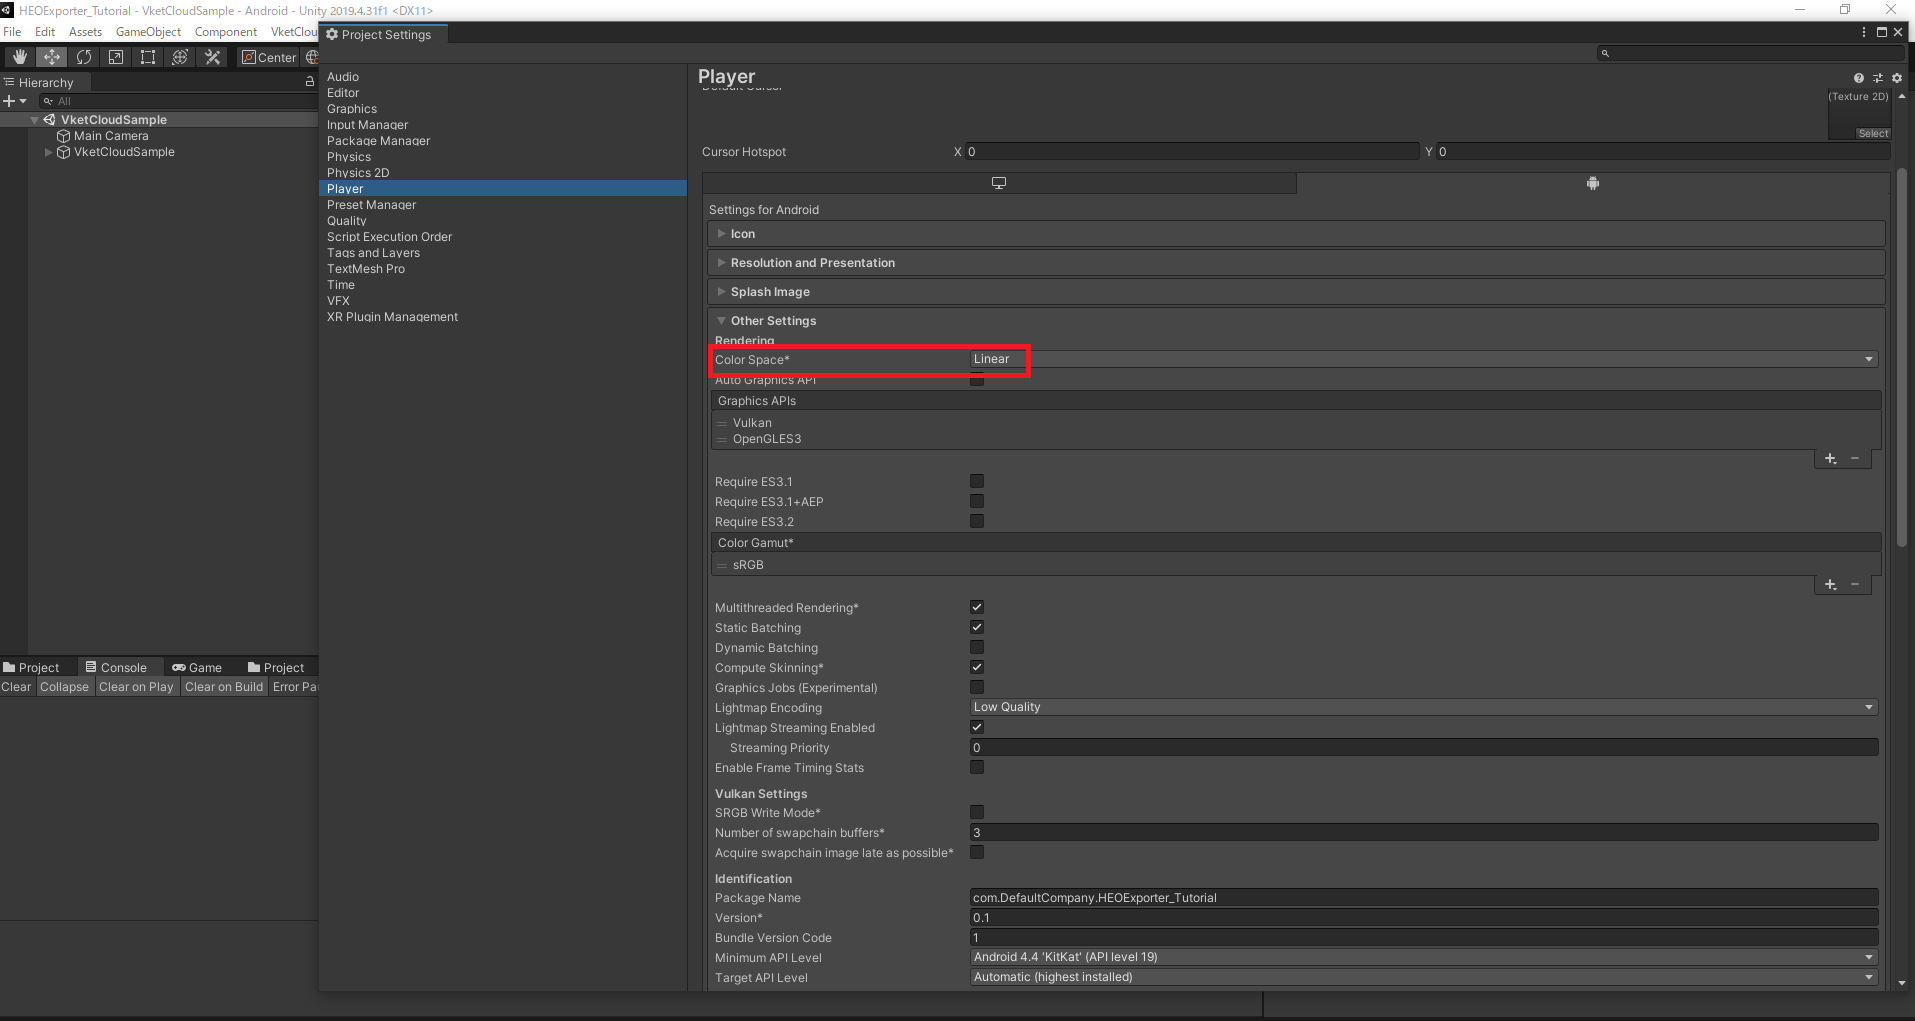 HEOExporter_Tutorial - VketCloudSample - Android - Unity 2019.4.31f1 <DX11>
File Edit Assets GameObject Component VketClou
Center
Hierarchy
All
VketCloudSample
Main Camera
VketCloudSample
Project Console Game Project
Clear Collapse Clear on Play Clear on Build Error Pau
Project Settings
Audio
Editor
Graphics
Input Manager
Package Manager
Physics
Physics 2D
Player
Preset Manager
Quality
Script Execution Order
Tags and Layers
TextMesh Pro
Time
VFX
XR Plugin Management
Player
Default Cursor
(Texture 2D)
Select
Cursor Hotspot X 0 Y 0
Settings for Android
Icon
Resolution and Presentation
Splash Image
Other Settings
Rendering
Color Space* Linear
Auto Graphics API
Graphics APIs
Vulkan
OpenGLES3
Require ES3.1
Require ES3.1+AEP
Require ES3.2
Color Gamut*
sRGB
Multithreaded Rendering*
Static Batching
Dynamic Batching
Compute Skinning*
Graphics Jobs (Experimental)
Lightmap Encoding Low Quality
Lightmap Streaming Enabled
Streaming Priority 0
Enable Frame Timing Stats
Vulkan Settings
SRGB Write Mode*
Number of swapchain buffers* 3
Acquire swapchain image late as possible*
Identification
Package Name com.DefaultCompany.HEOExporter_Tutorial
Version* 0.1
Bundle Version Code 1
Minimum API Level Android 4.4 'KitKat' (API level 19)
Target API Level Automatic (highest installed)